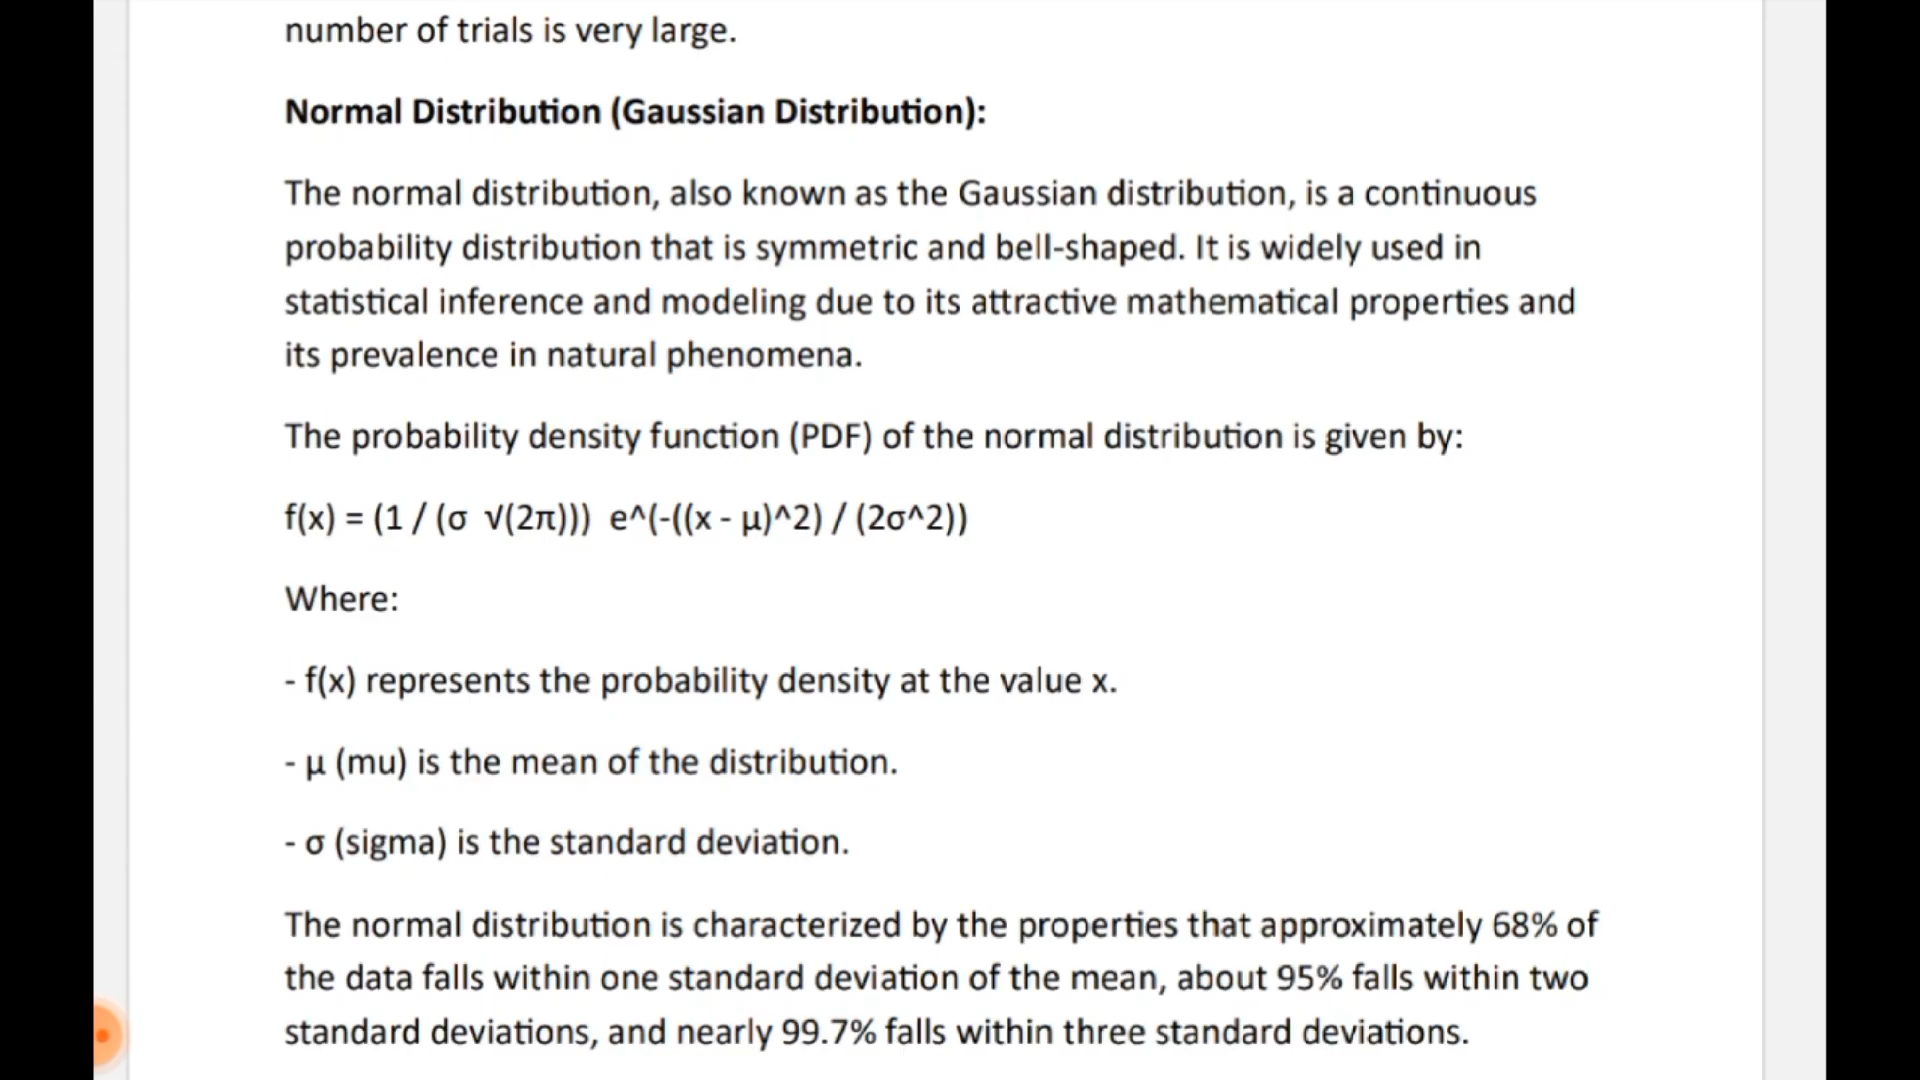 number of trials is very large.
Normal Distribution (Gaussian Distribution):
The normal distribution, also known as the Gaussian distribution, is a continuous
probability distribution that is symmetric and bell-shaped. It is widely used in
statistical inference and modeling due to its attractive mathematical properties and
its prevalence in natural phenomena.
The probability density function (PDF) of the normal distribution is given by:
f(x) = (1 / (σ √(2π))) e^(-((x - μ)^2) / (2σ^2))
Where:
- f(x) represents the probability density at the value x.
- μ (mu) is the mean of the distribution.
- σ (sigma) is the standard deviation.
The normal distribution is characterized by the properties that approximately 68% of
the data falls within one standard deviation of the mean, about 95% falls within two
standard deviations, and nearly 99.7% falls within three standard deviations.